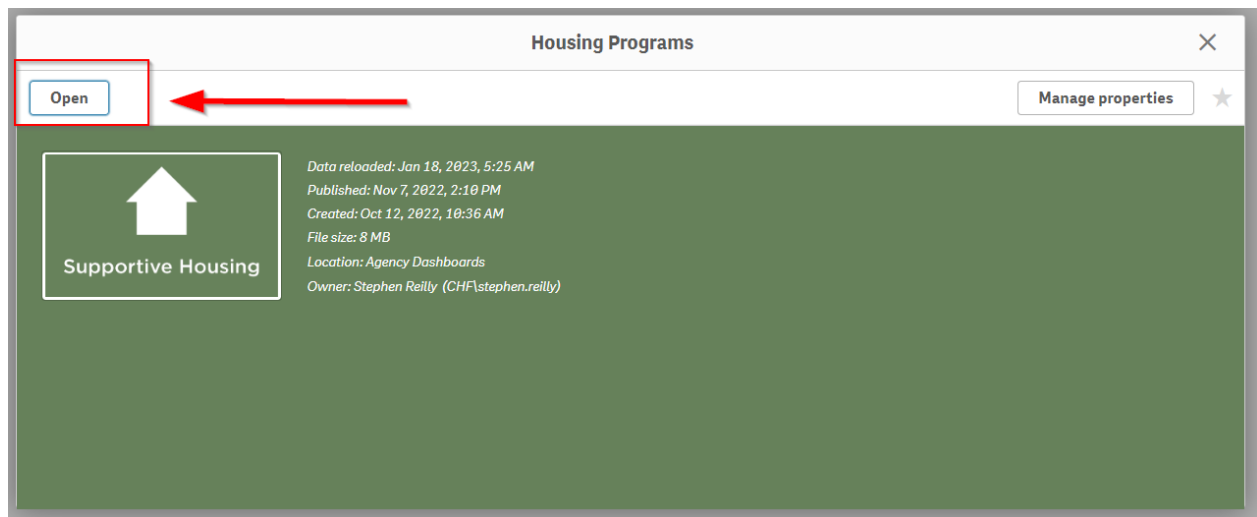 Housing Programs
Open
Manage properties
Supportive Housing
Data reloaded: Jan 18, 2023, 5:25 AM
Published: Nov 7, 2022, 2:10 PM
Created: Oct 12, 2022, 10:36 AM
File size: 8 MB
Location: Agency Dashboards
Owner: Stephen Reilly (CHF\stephen.reilly)